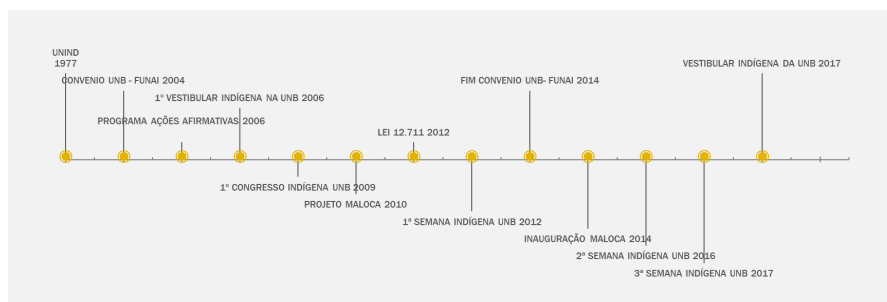 UNIND
1977
CONVENIO UNB - FUNAI 2004
PROGRAMA AÇÕES AFIRMATIVAS 2006
1º VESTIBULAR INDÍGENA NA UNB 2006
1º CONGRESSO INDÍGENA UNB 2009
PROJETO MALOCA 2010
LEI 12.711 2012
1ª SEMANA INDÍGENA UNB 2012
FIM CONVENIO UNB- FUNAI 2014
INAUGURAÇÃO MALOCA 2014
2ª SEMANA INDÍGENA UNB 2016
3ª SEMANA INDÍGENA UNB 2017
VESTIBULAR INDÍGENA DA UNB 2017